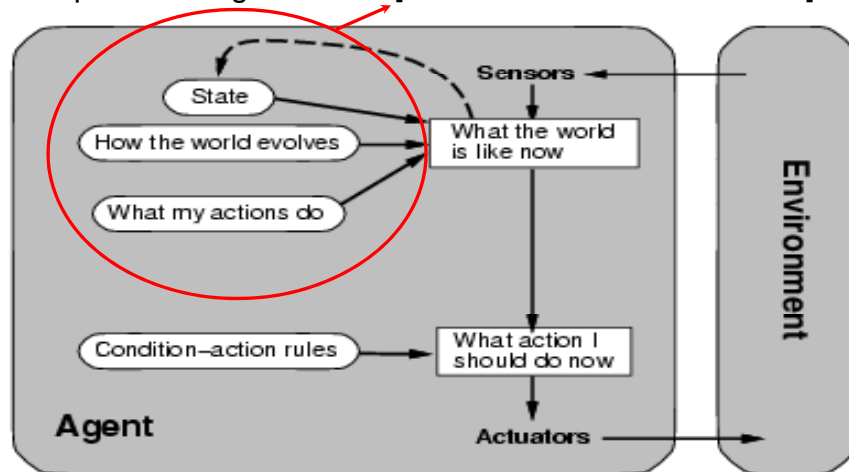 Sensors
State
What the world
is like now
How the world evolves
What my actions do
Environment
Condition–action rules
What action I
should do now
Agent
Actuators